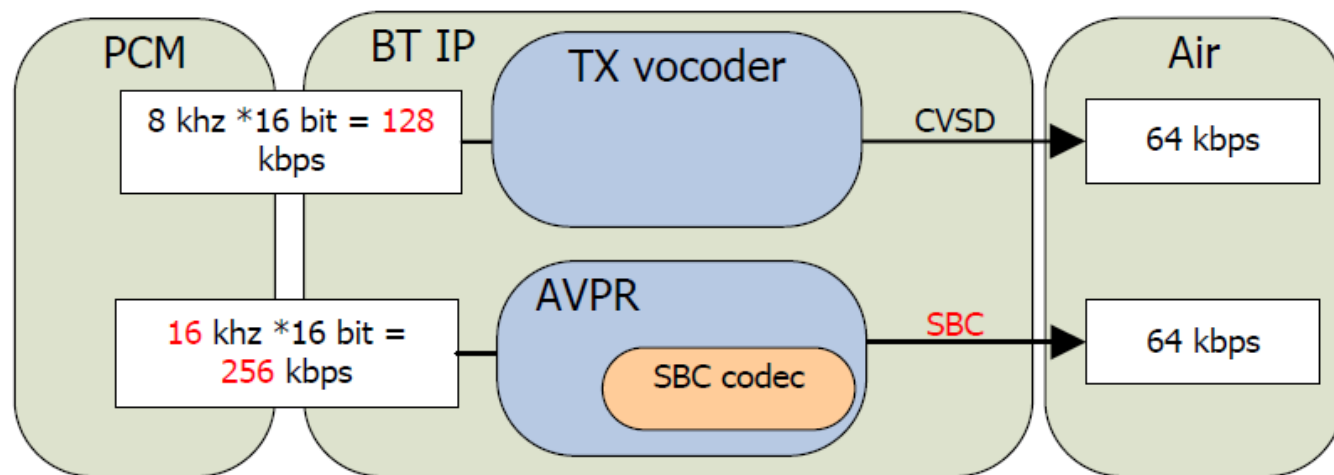 PCM
BT IP
TX vocoder
Air
8 khz *16 bit = 128
kbps
CVSD
64 kbps
AVPR
16 khz *16 bit =
256 kbps
SBC
64 kbps
SBC codec